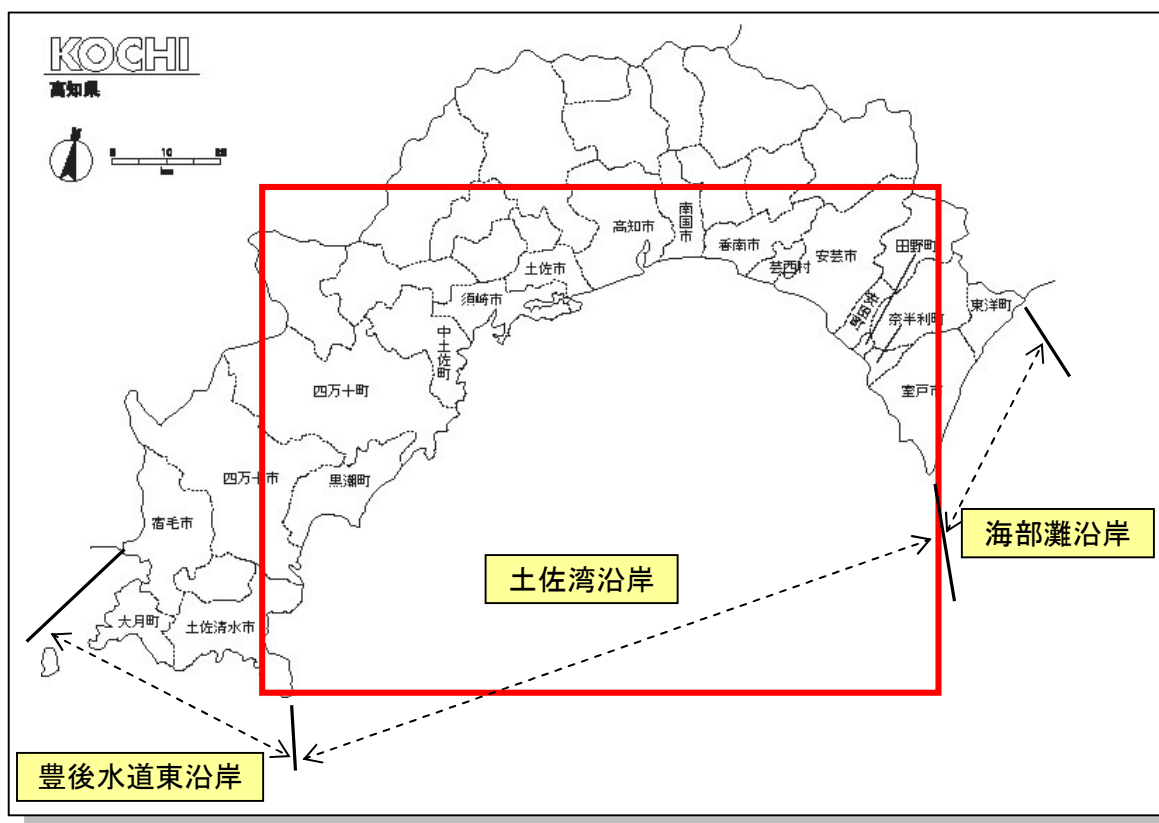 KOCHI
高知県
N
0 10 20
km
高知市
南国市
香南市
芸西村
安芸市
田野町
奈半利町
東洋町
室戸市
土佐市
須崎市
中土佐町
四万十町
四万十市
黒潮町
宿毛市
大月町
土佐清水市
海部灘沿岸
土佐湾沿岸
豊後水道東沿岸